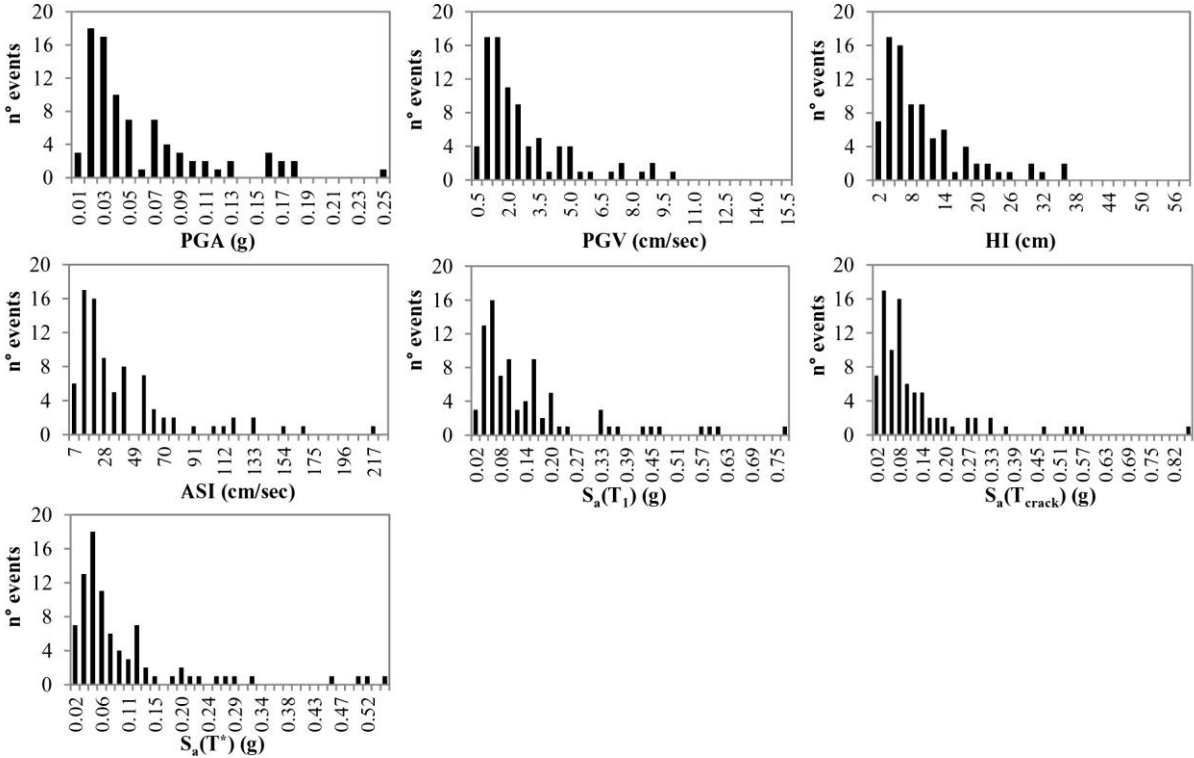 20
16
12
8
4
0
n° events
0.01 0.03 0.05 0.07 0.09 0.11 0.13 0.15 0.17 0.19 0.21 0.23 0.25
PGA (g)
20
16
12
8
4
0
n° events
0.5 2.0 3.5 5.0 6.5 8.0 9.5 11.0 12.5 14.0 15.5
PGV (cm/sec)
20
16
12
8
4
0
n° events
2 8 14 20 26 32 38 44 50 56
HI (cm)
20
16
12
8
4
0
n° events
7 28 49 70 91 112 133 154 175 196 217
ASI (cm/sec)
20
16
12
8
4
0
n° events
0.02 0.08 0.14 0.20 0.27 0.33 0.39 0.45 0.51 0.57 0.63 0.69 0.75
Sa(T1) (g)
20
16
12
8
4
0
n° events
0.02 0.08 0.14 0.20 0.27 0.33 0.39 0.45 0.51 0.57 0.63 0.69 0.75 0.82
Sa(Tcrack) (g)
20
16
12
8
4
0
n° events
0.02 0.06 0.11 0.15 0.20 0.24 0.29 0.34 0.38 0.43 0.47 0.52
Sa(T*) (g)